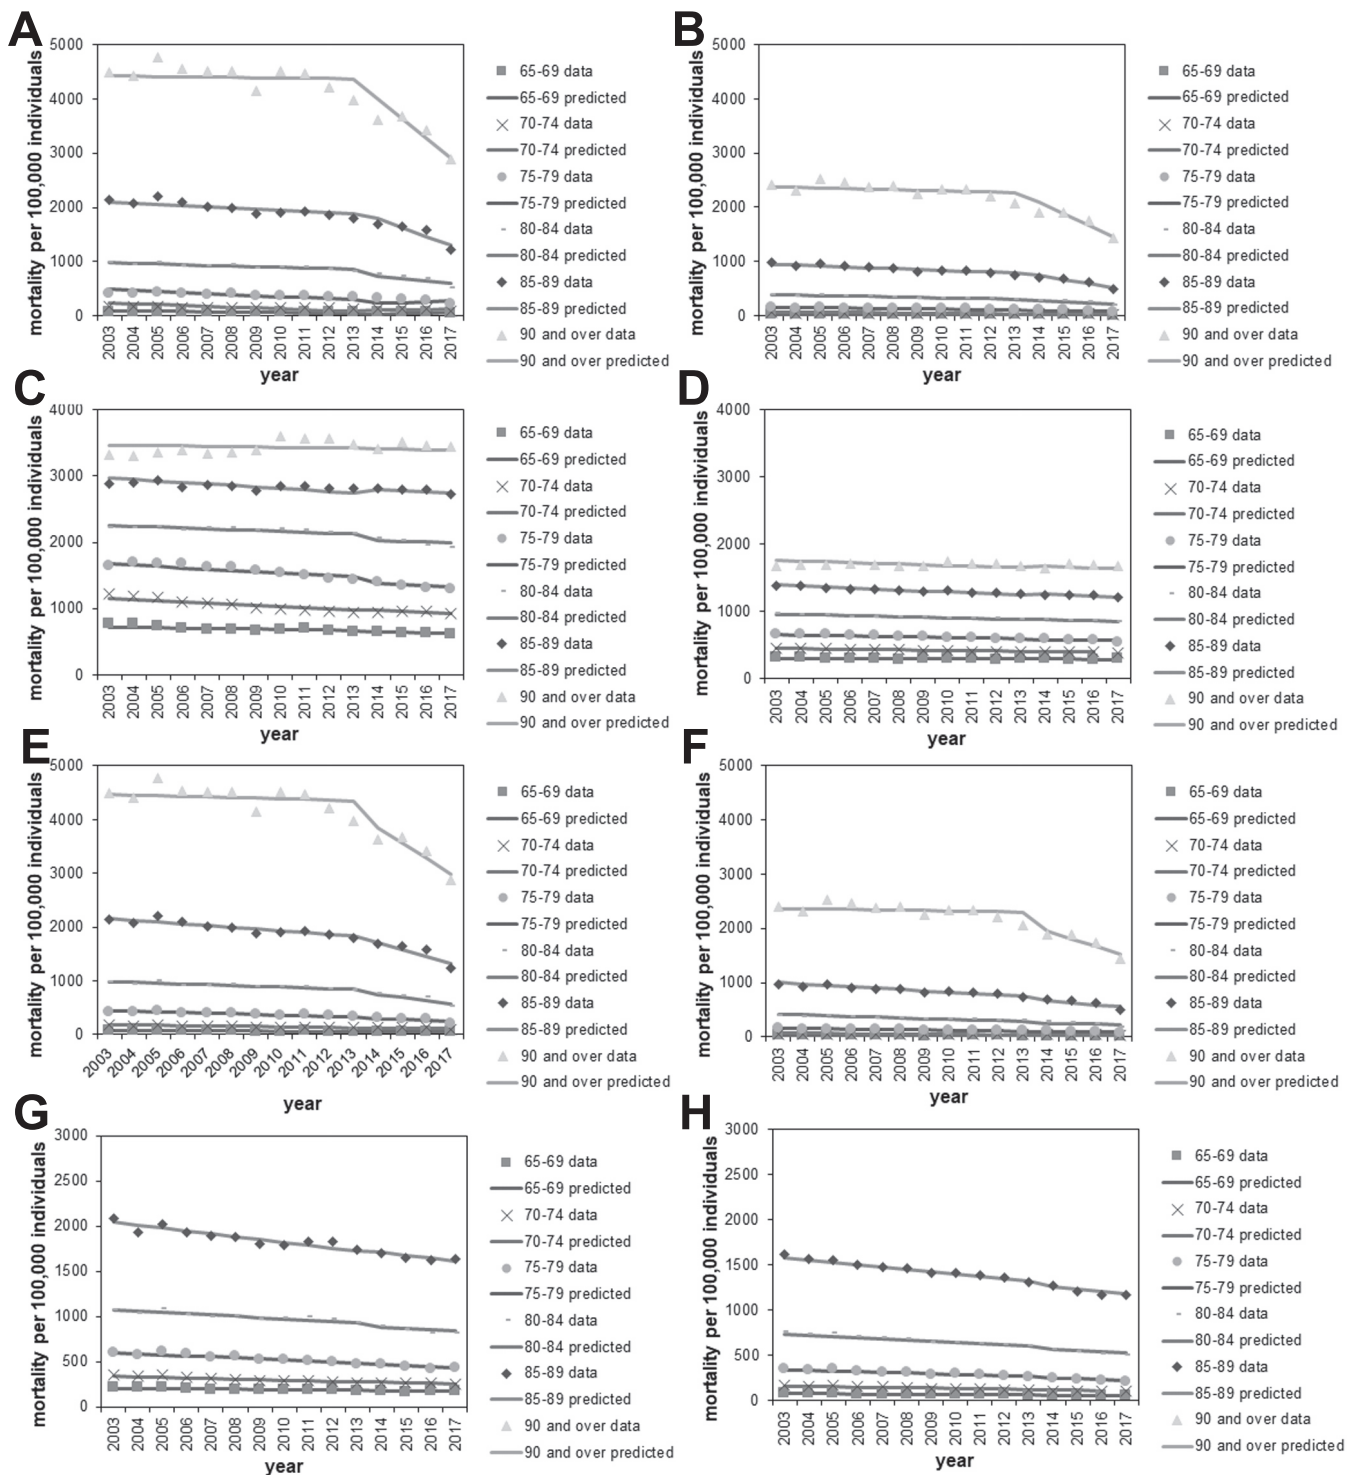 A
mortality per 100,000 individuals
5000
4000
3000
2000
1000
0
2003 2004 2005 2006 2007 2008 2009 2010 2011 2012 2013 2014 2015 2016 2017
year
65-69 data
65-69 predicted
70-74 data
70-74 predicted
75-79 data
75-79 predicted
80-84 data
80-84 predicted
85-89 data
85-89 predicted
90 and over data
90 and over predicted
B
mortality per 100,000 individuals
5000
4000
3000
2000
1000
0
2003 2004 2005 2006 2007 2008 2009 2010 2011 2012 2013 2014 2015 2016 2017
year
65-69 data
65-69 predicted
70-74 data
70-74 predicted
75-79 data
75-79 predicted
80-84 data
80-84 predicted
85-89 data
85-89 predicted
90 and over data
90 and over predicted
C
mortality per 100,000 individuals
4000
3000
2000
1000
0
2003 2004 2005 2006 2007 2008 2009 2010 2011 2012 2013 2014 2015 2016 2017
year
65-69 data
65-69 predicted
70-74 data
70-74 predicted
75-79 data
75-79 predicted
80-84 data
80-84 predicted
85-89 data
85-89 predicted
90 and over data
90 and over predicted
D
mortality per 100,000 individuals
4000
3000
2000
1000
0
2003 2004 2005 2006 2007 2008 2009 2010 2011 2012 2013 2014 2015 2016 2017
year
65-69 data
65-69 predicted
70-74 data
70-74 predicted
75-79 data
75-79 predicted
80-84 data
80-84 predicted
85-89 data
85-89 predicted
90 and over data
90 and over predicted
E
mortality per 100,000 individuals
5000
4000
3000
2000
1000
0
2003 2004 2005 2006 2007 2008 2009 2010 2011 2012 2013 2014 2015 2016 2017
year
65-69 data
65-69 predicted
70-74 data
70-74 predicted
75-79 data
75-79 predicted
80-84 data
80-84 predicted
85-89 data
85-89 predicted
90 and over data
90 and over predicted
F
mortality per 100,000 individuals
5000
4000
3000
2000
1000
0
2003 2004 2005 2006 2007 2008 2009 2010 2011 2012 2013 2014 2015 2016 2017
year
65-69 data
65-69 predicted
70-74 data
70-74 predicted
75-79 data
75-79 predicted
80-84 data
80-84 predicted
85-89 data
85-89 predicted
90 and over data
90 and over predicted
G
mortality per 100,000 individuals
3000
2500
2000
1500
1000
500
0
2003 2004 2005 2006 2007 2008 2009 2010 2011 2012 2013 2014 2015 2016 2017
year
65-69 data
65-69 predicted
70-74 data
70-74 predicted
75-79 data
75-79 predicted
80-84 data
80-84 predicted
85-89 data
85-89 predicted
90 and over data
90 and over predicted
H
mortality per 100,000 individuals
3000
2500
2000
1500
1000
500
0
2003 2004 2005 2006 2007 2008 2009 2010 2011 2012 2013 2014 2015 2016 2017
year
65-69 data
65-69 predicted
70-74 data
70-74 predicted
75-79 data
75-79 predicted
80-84 data
80-84 predicted
85-89 data
85-89 predicted
90 and over data
90 and over predicted